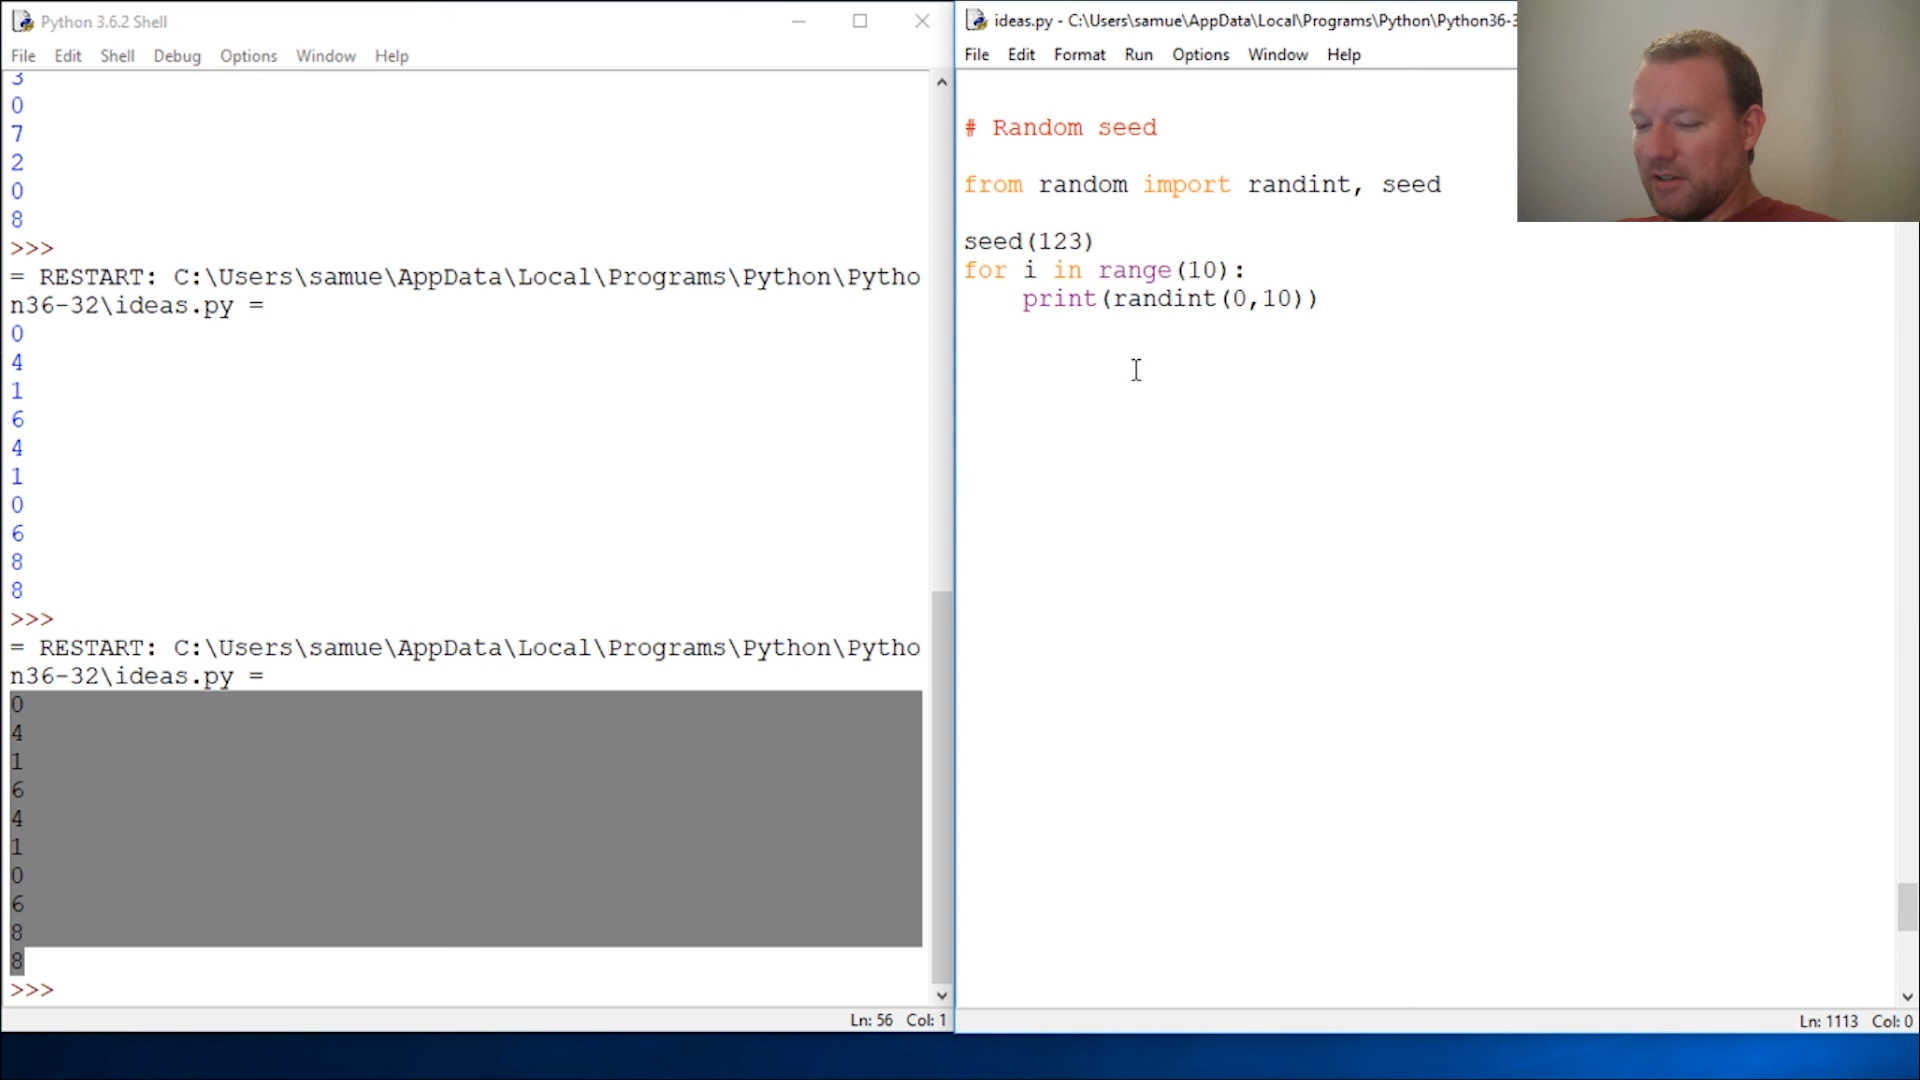 Python 3.6.2 Shell
File Edit Shell Debug Options Window Help
3
0
7
2
0
8
>>>
= RESTART: C:\Users\samue\AppData\Local\Programs\Python\Pytho
n36-32\ideas.py =
0
4
1
6
4
1
0
6
8
8
>>>
= RESTART: C:\Users\samue\AppData\Local\Programs\Python\Pytho
n36-32\ideas.py =
0
4
1
6
4
1
0
6
8
8
>>>
Ln: 56 Col: 1
ideas.py - C:\Users\samue\AppData\Local\Programs\Python\Python36-3
File Edit Format Run Options Window Help
# Random seed
from random import randint, seed
seed(123)
for i in range(10):
    print(randint(0,10))
Ln: 1113 Col: 0